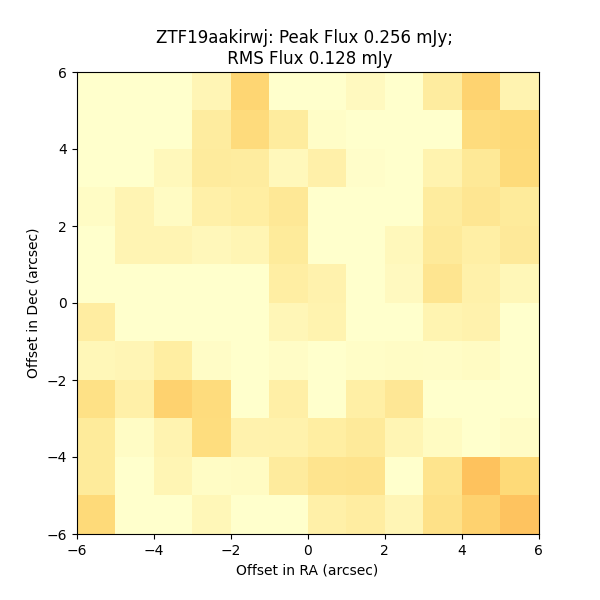 ZTF19aakirwj: Peak Flux 0.256 mJy;
RMS Flux 0.128 mJy
6
4
2
0
−2
−4
−6
Offset in Dec (arcsec)
−6 −4 −2 0 2 4 6
Offset in RA (arcsec)